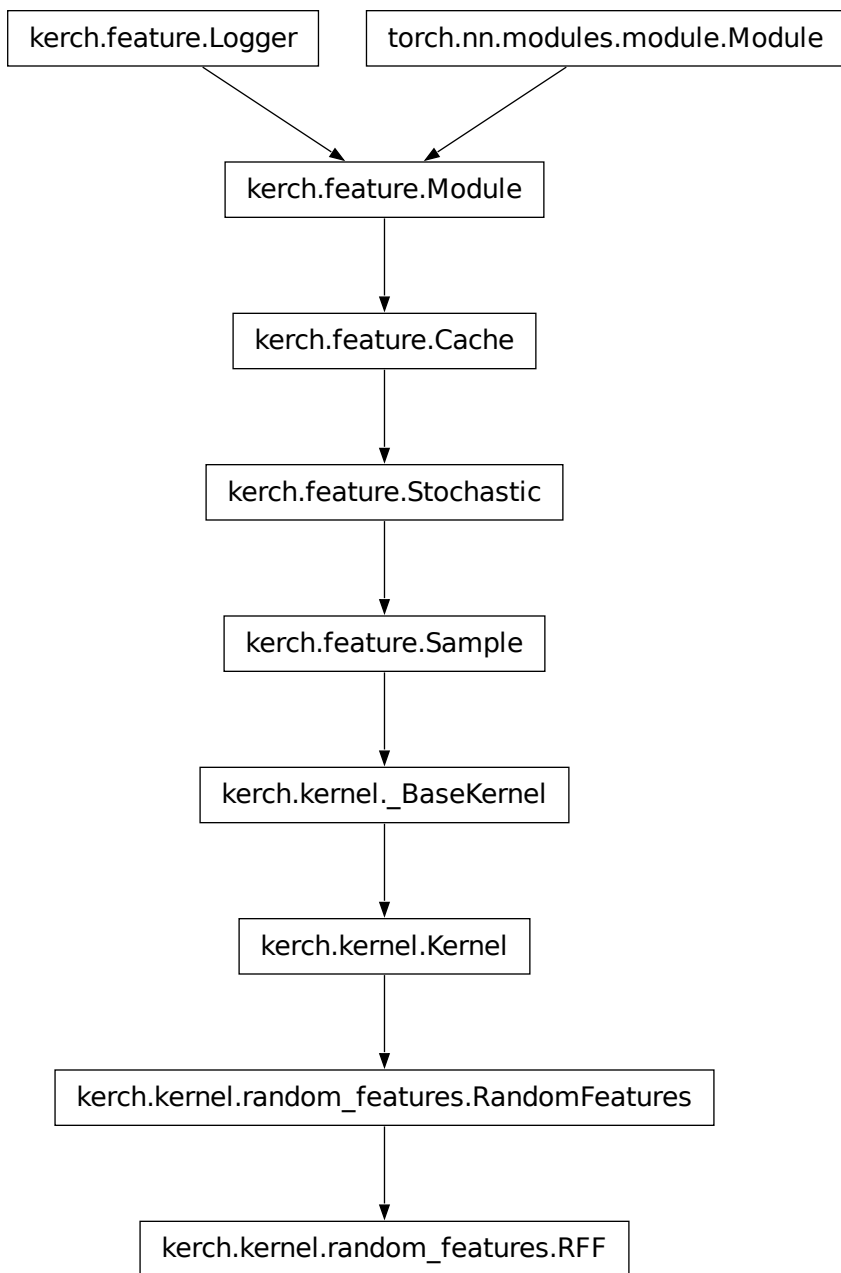 kerch.feature.Logger
torch.nn.modules.module.Module
kerch.feature.Module
kerch.feature.Cache
kerch.feature.Stochastic
kerch.feature.Sample
kerch.kernel._BaseKernel
kerch.kernel.Kernel
kerch.kernel.random_features.RandomFeatures
kerch.kernel.random_features.RFF